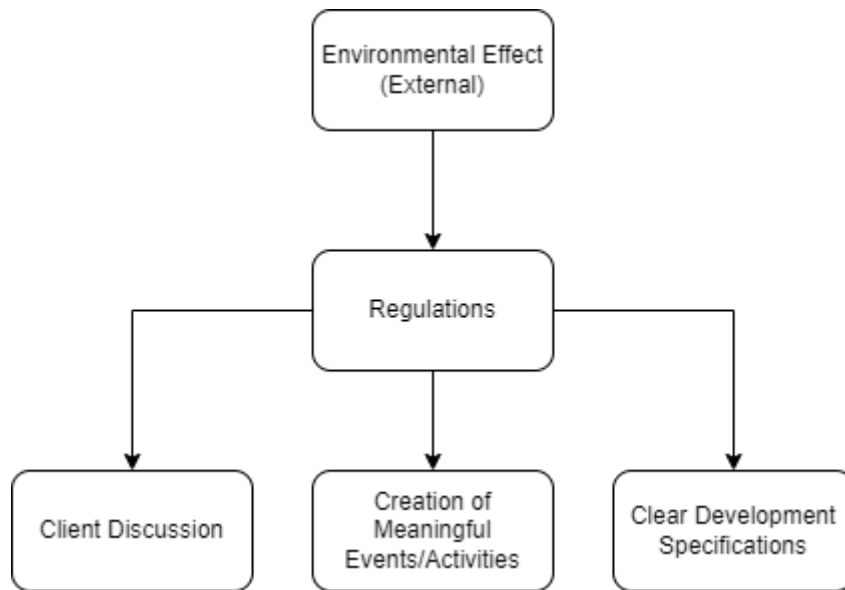 Environmental Effect
(External)
Regulations
Client Discussion
Creation of
Meaningful
Events/Activities
Clear Development
Specifications